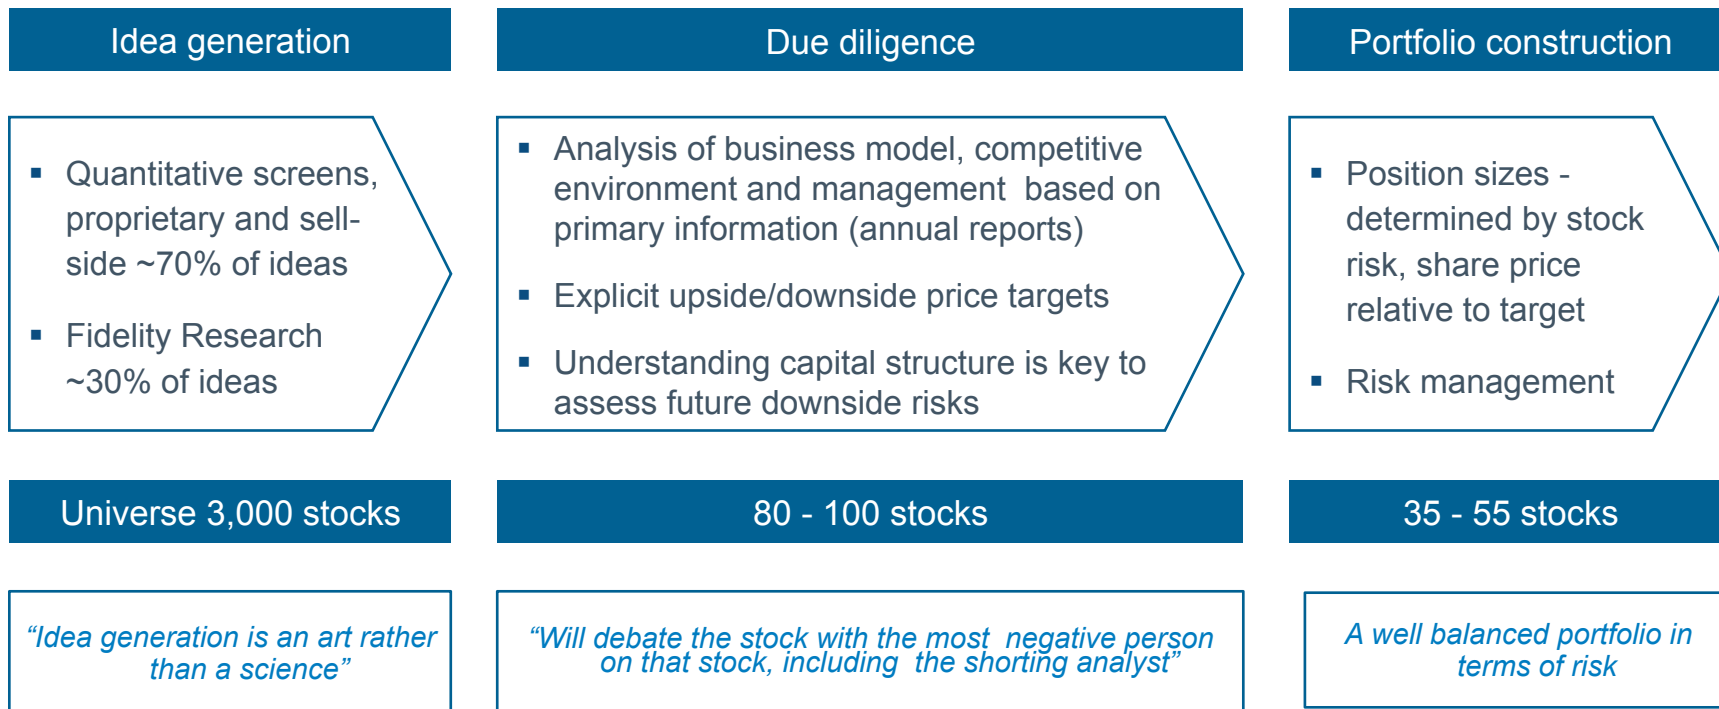 Idea generation
Due diligence
Portfolio construction
▪ Quantitative screens,
proprietary and sell-
side ~70% of ideas
▪ Fidelity Research
~30% of ideas
▪ Analysis of business model, competitive
environment and management  based on
primary information (annual reports)
▪ Explicit upside/downside price targets
▪ Understanding capital structure is key to
assess future downside risks
▪ Position sizes -
determined by stock
risk, share price
relative to target
▪ Risk management
Universe 3,000 stocks
80 - 100 stocks
35 - 55 stocks
“Idea generation is an art rather
than a science”
“Will debate the stock with the most  negative person
on that stock, including  the shorting analyst”
A well balanced portfolio in
terms of risk